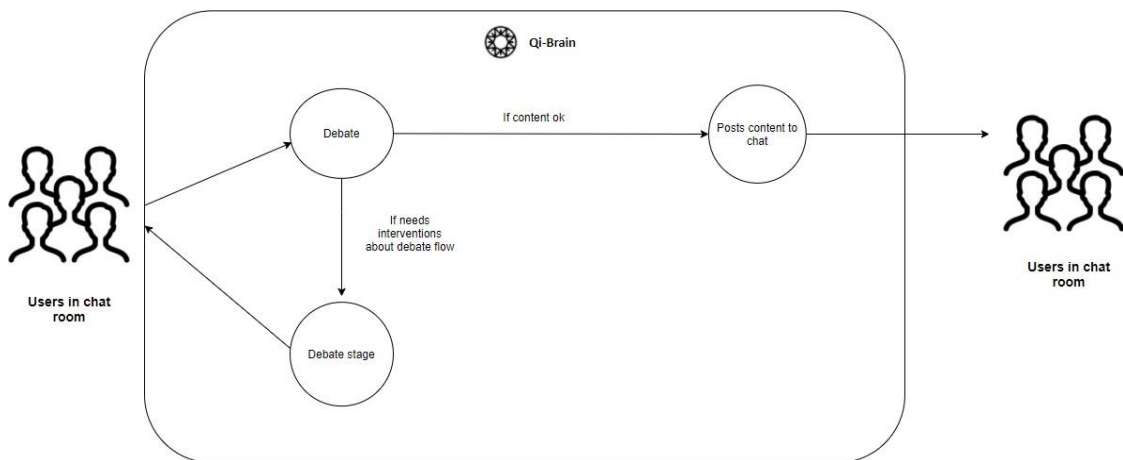 Qi-Brain
Debate
If content ok
Posts content to
chat
If needs
interventions
about debate flow
Users in chat
room
Users in chat
room
Debate stage